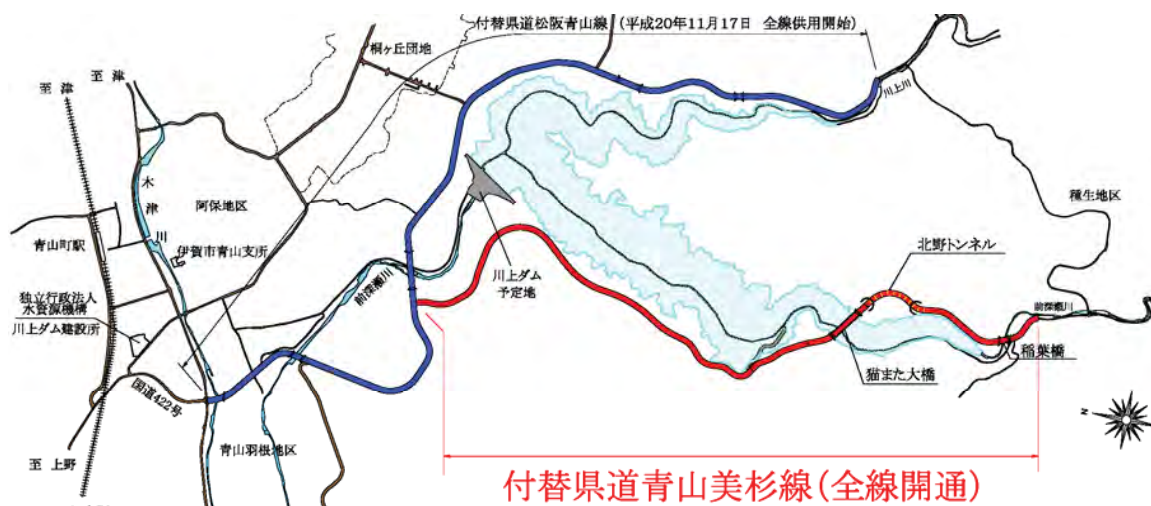 付替県道松阪青山線(平成20年11月17日 全線供用開始)
桐ヶ丘団地
至 津
至 津
川上川
木津川
阿保地区
種生地区
青山町駅
伊賀市青山支所
北野トンネル
川上ダム
予定地
前深瀬川
独立行政法人
水資源機構
川上ダム建設所
前深瀬川
稲葉橋
猫また大橋
国道422号
N
青山羽根地区
至 上野
付替県道青山美杉線(全線開通)